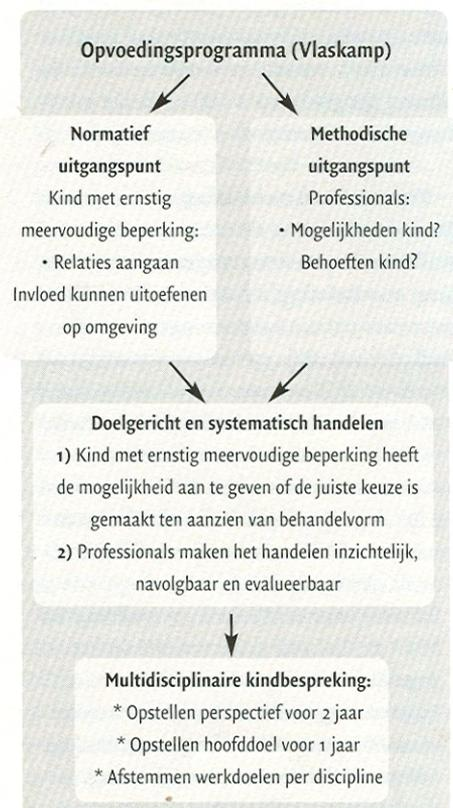 Opvoedingsprogramma (Vlaskamp)
Normatief
uitgangspunt
Kind met ernstig
meervoudige beperking:
• Relaties aangaan
Invloed kunnen uitoefenen
op omgeving
Methodische
uitgangspunt
Professionals:
• Mogelijkheden kind?
Behoeften kind?
Doelgericht en systematisch handelen
1) Kind met ernstig meervoudige beperking heeft
de mogelijkheid aan te geven of de juiste keuze is
gemaakt ten aanzien van behandelvorm
2) Professionals maken het handelen inzichtelijk,
navolgbaar en evalueerbaar
Multidisciplinaire kindbespreking:
* Opstellen perspectief voor 2 jaar
* Opstellen hoofddoel voor 1 jaar
* Afstemmen werkdoelen per discipline